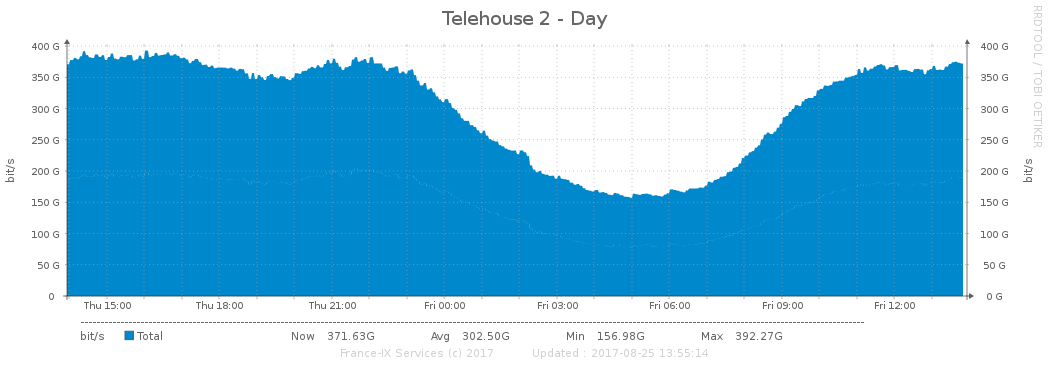 Telehouse 2 - Day
RRDTOOL / TOBI OETIKER
bit/s
400 G
350 G
300 G
250 G
200 G
150 G
100 G
50 G
0
400 G
350 G
300 G
250 G
200 G
150 G
100 G
50 G
0 G
bit/s
Thu 15:00 Thu 18:00 Thu 21:00 Fri 00:00 Fri 03:00 Fri 06:00 Fri 09:00 Fri 12:00
bit/s Total Now 371.63G Avg 302.50G Min 156.98G Max 392.27G
France-IX Services (c) 2017 Updated : 2017-08-25 13:55:14